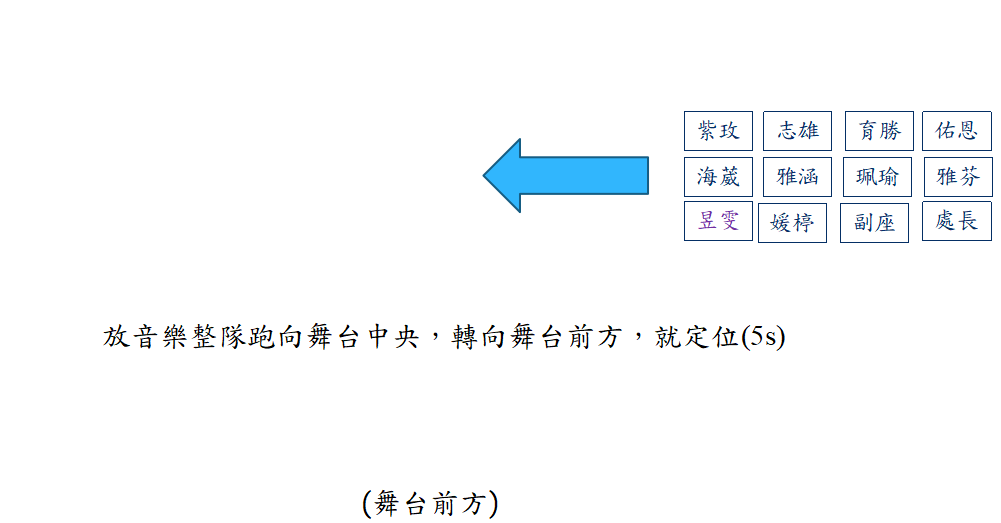 紫玫 志雄 育勝 佑恩
海葳 雅涵 珮瑜 雅芬
昱雯 媛楟 副座 處長
放音樂整隊跑向舞台中央，轉向舞台前方，就定位(5s)
(舞台前方)